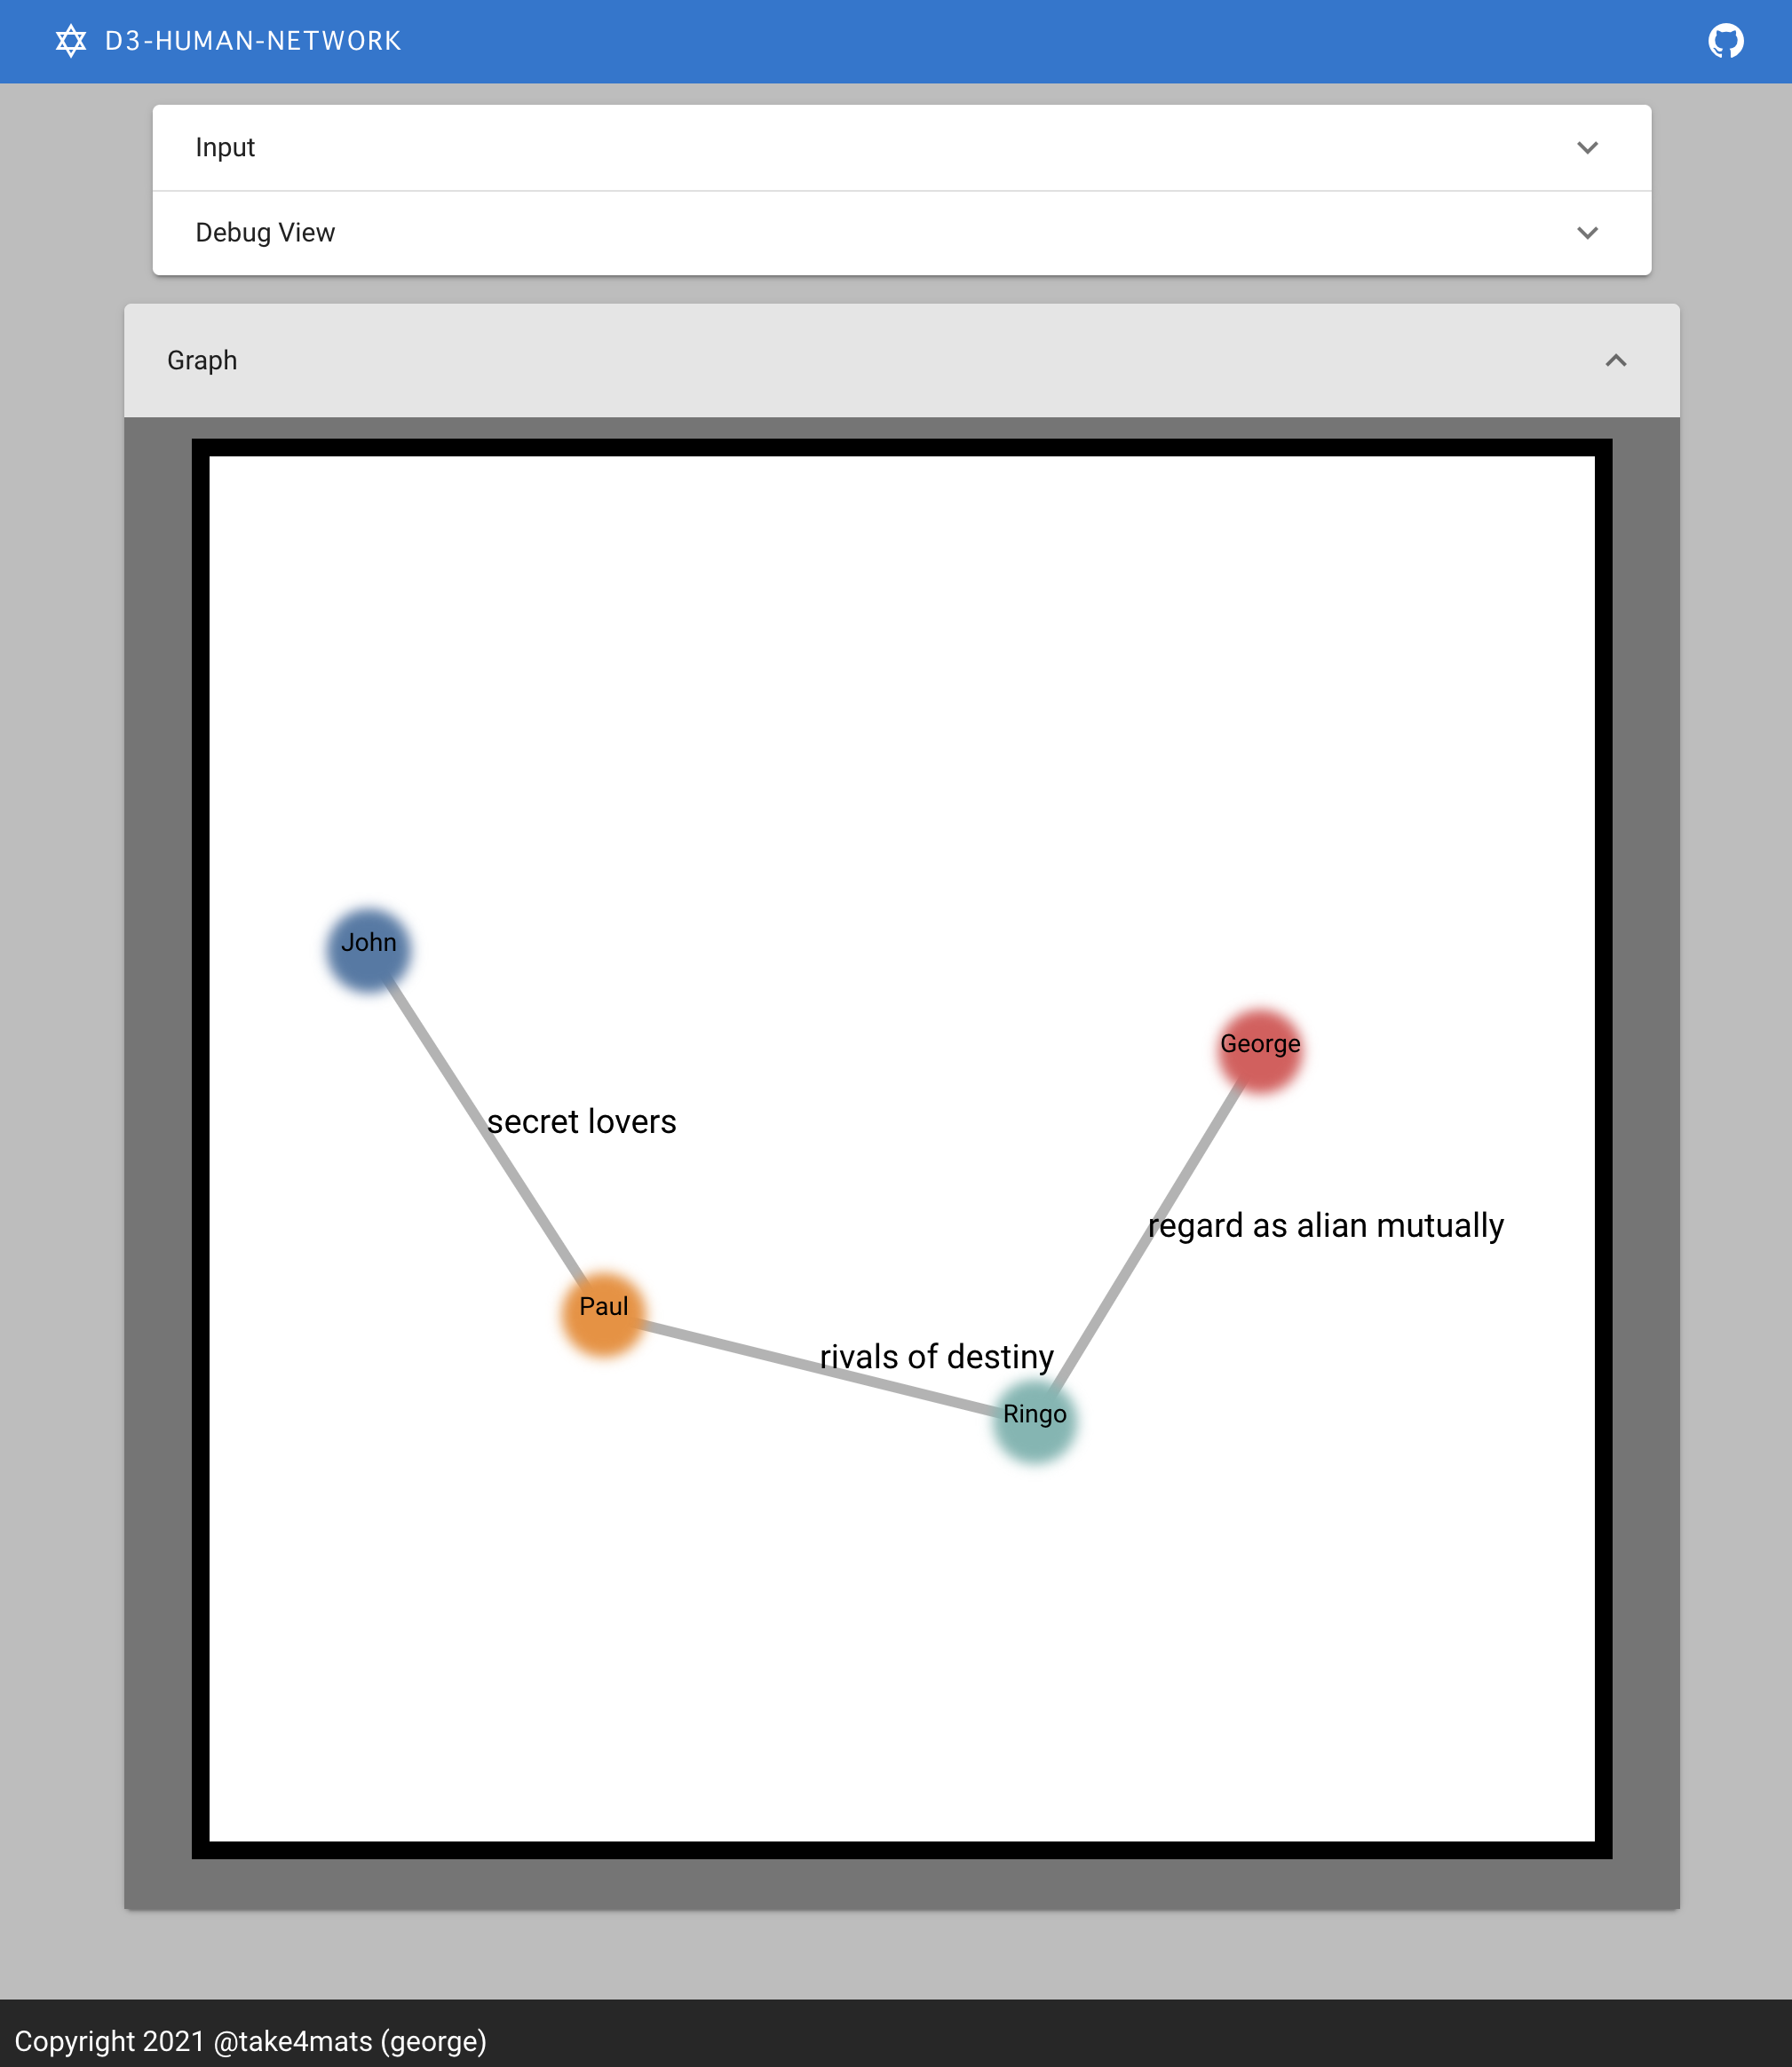 D3-HUMAN-NETWORK
Input
Debug View
Graph
John
George
secret lovers
regard as alian mutually
Paul
rivals of destiny
Ringo
Copyright 2021 @take4mats (george)